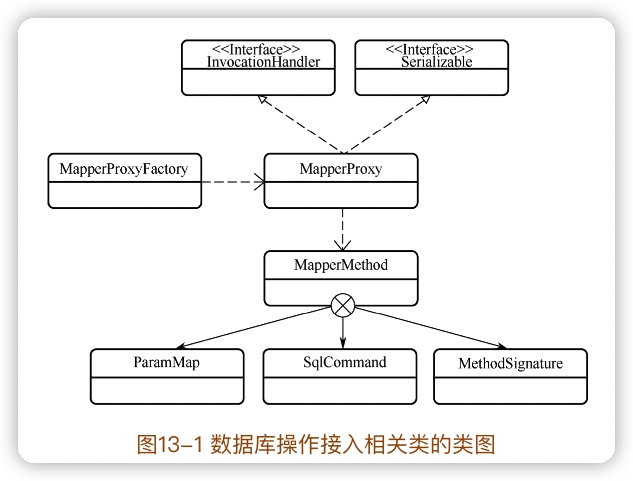 <<Interface>>
InvocationHandler
<<Interface>>
Serializable
MapperProxyFactory
MapperProxy
MapperMethod
ParamMap
SqlCommand
MethodSignature
图13-1 数据库操作接入相关类的类图